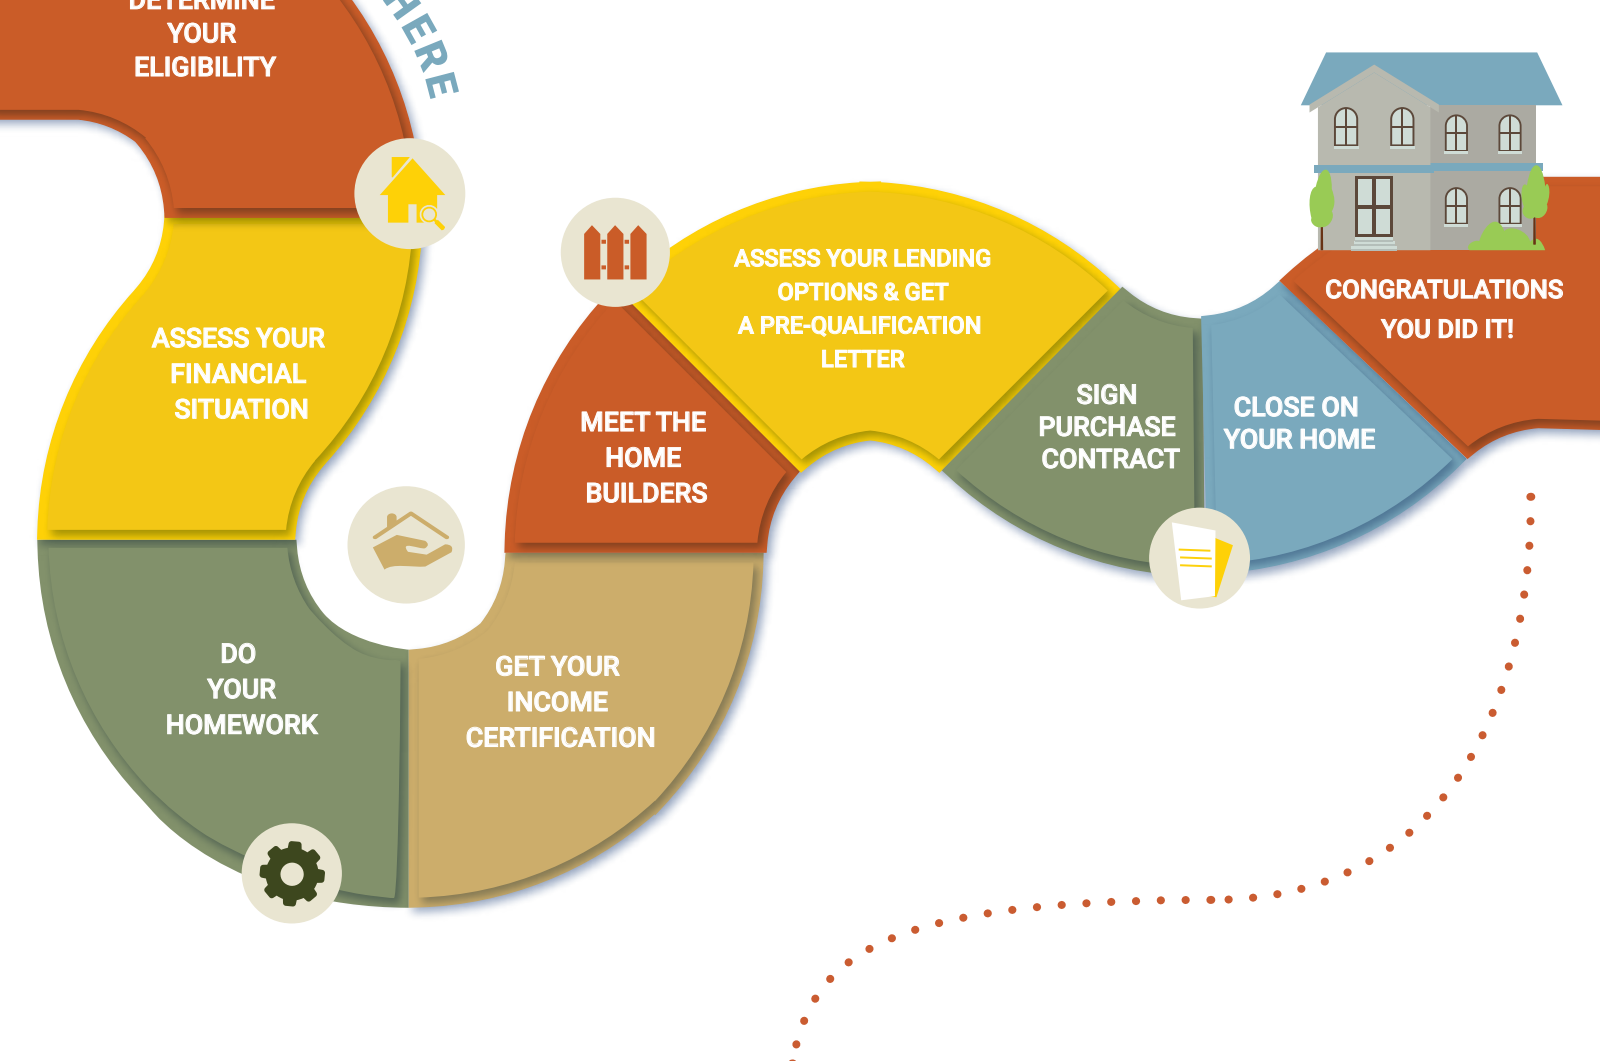 DETERMINE
YOUR
ELIGIBILITY
HERE
ASSESS YOUR
FINANCIAL
SITUATION
DO
YOUR
HOMEWORK
GET YOUR
INCOME
CERTIFICATION
MEET THE
HOME
BUILDERS
ASSESS YOUR LENDING
OPTIONS & GET
A PRE-QUALIFICATION
LETTER
SIGN
PURCHASE
CONTRACT
CLOSE ON
YOUR HOME
CONGRATULATIONS
YOU DID IT!